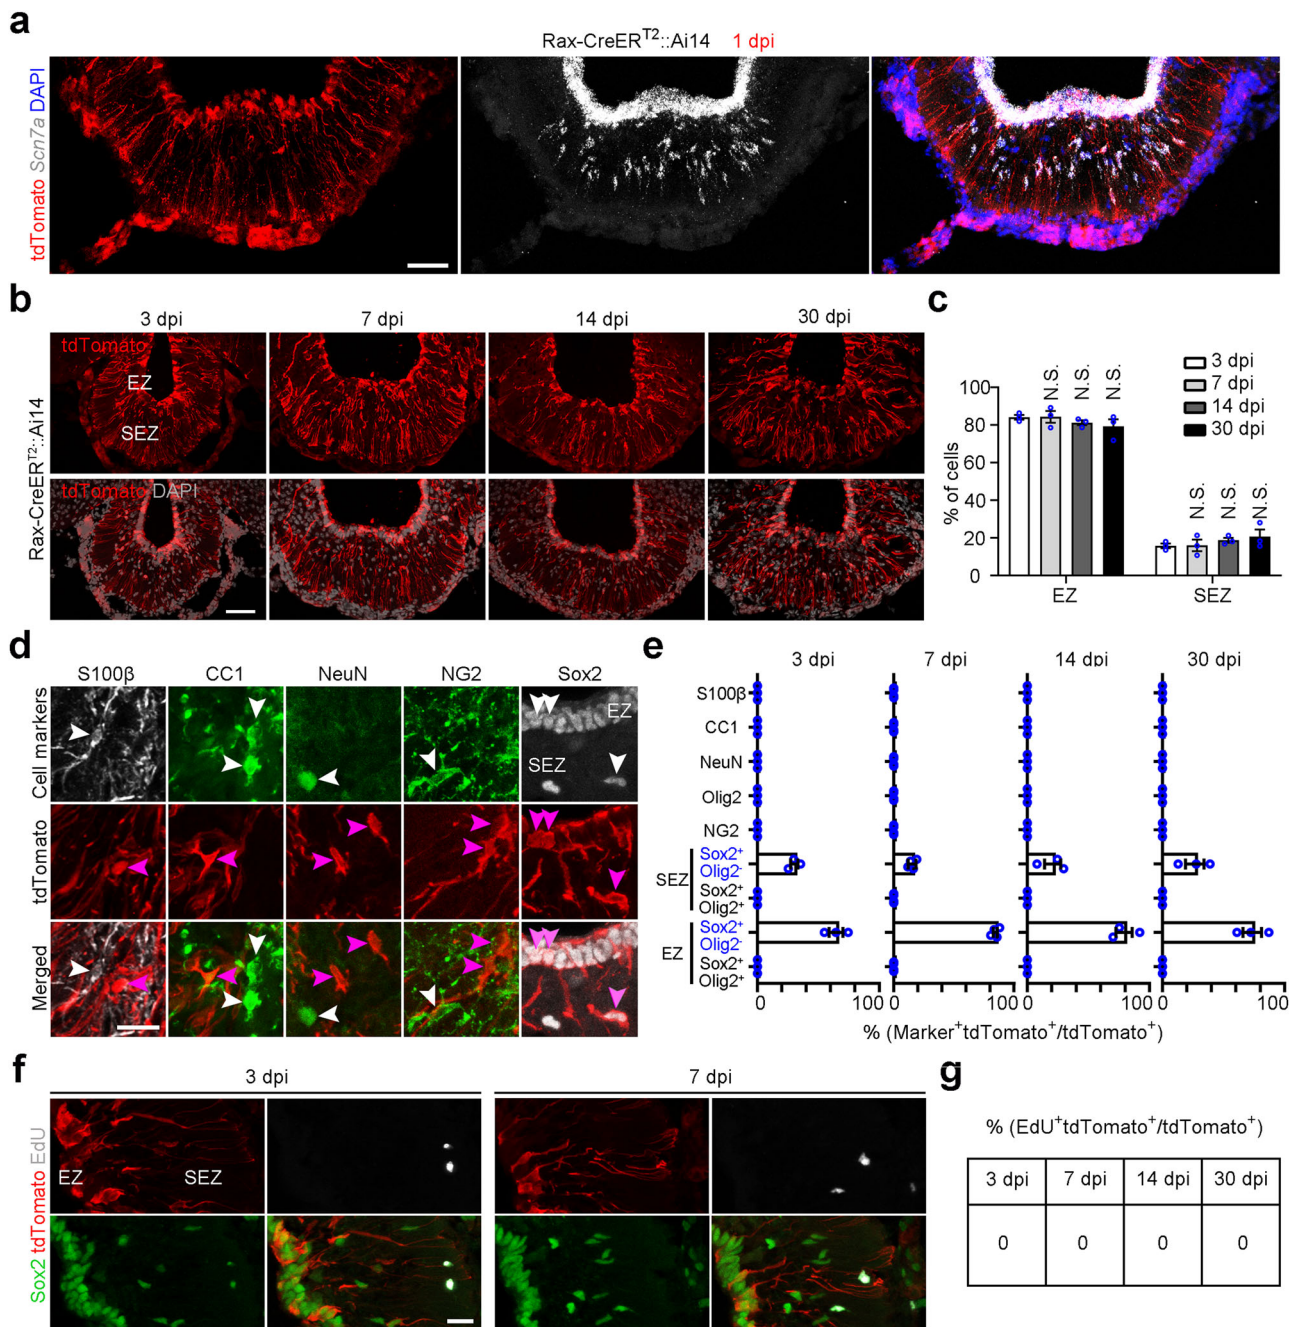 a
Rax-CreERT2::Ai14 1 dpi
tdTomato Scn7a DAPI
b
3 dpi 7 dpi 14 dpi 30 dpi
Rax-CreERT2::Ai14
tdTomato
EZ
SEZ
tdTomato DAPI
c
3 dpi
7 dpi
14 dpi
30 dpi
N.S. N.S. N.S.
N.S. N.S. N.S.
% of cells
100
80
60
40
20
0
EZ SEZ
d
S100β CC1 NeuN NG2 Sox2
Cell markers
EZ
SEZ
tdTomato
Merged
e
3 dpi 7 dpi 14 dpi 30 dpi
S100β
CC1
NeuN
Olig2
NG2
SEZ
Sox2+
Olig2-
Sox2+
Olig2+
EZ
Sox2+
Olig2-
Sox2+
Olig2+
0 100 0 100 0 100 0 100
% (Marker+tdTomato+/tdTomato+)
f
3 dpi 7 dpi
Sox2 tdTomato EdU
EZ SEZ
g
% (EdU+tdTomato+/tdTomato+)
3 dpi 7 dpi 14 dpi 30 dpi
0 0 0 0